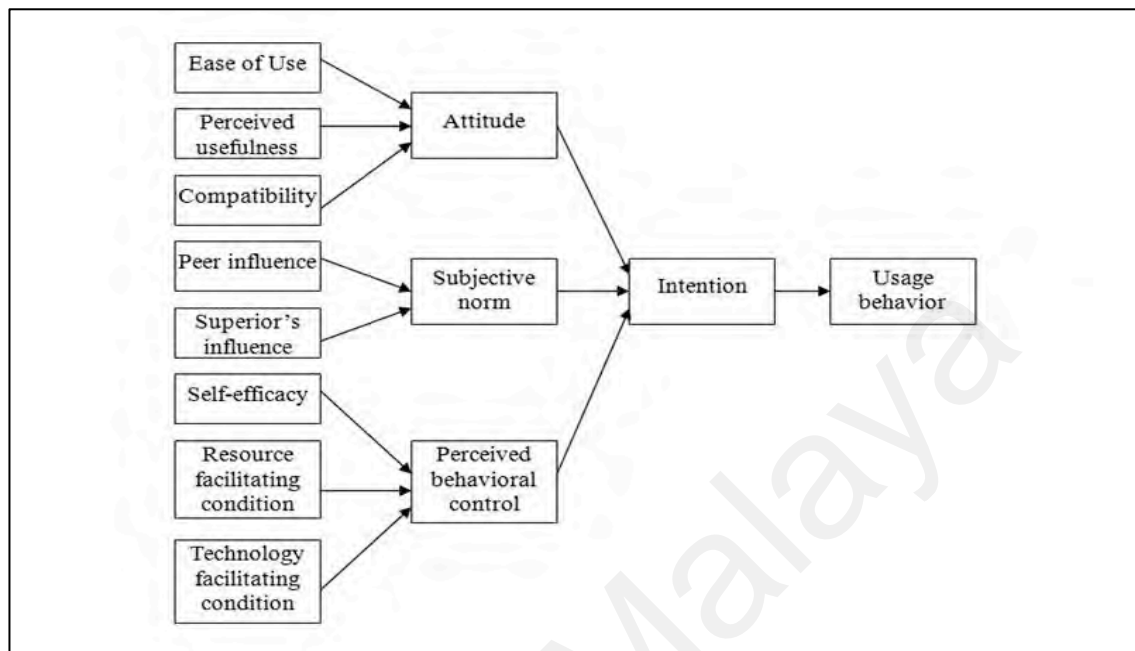 Ease of Use
Perceived
usefulness
Compatibility
Peer influence
Superior's
influence
Self-efficacy
Resource
facilitating
condition
Technology
facilitating
condition
Attitude
Subjective
norm
Perceived
behavioral
control
Intention
Usage
behavior
Malaya